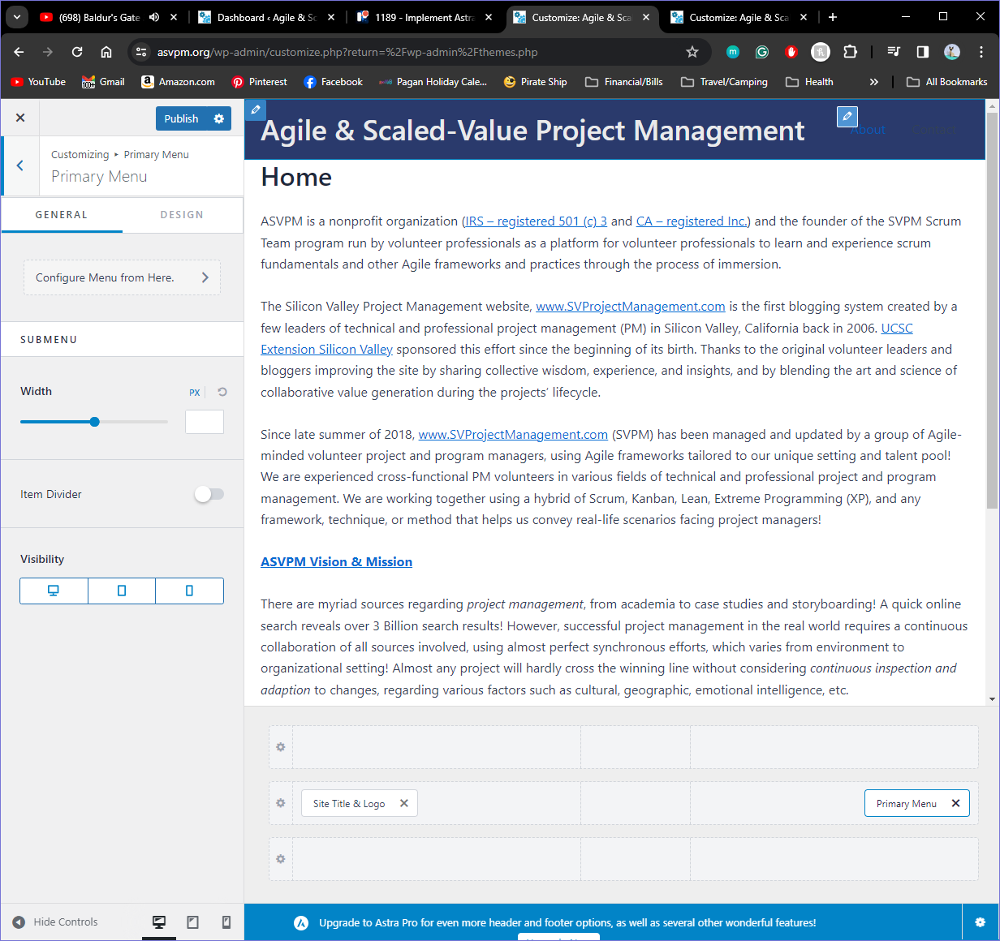 (698) Baldur's Gate
Dashboard ‹ Agile & Sc
1189 - Implement Astra
Customize: Agile & Sca
Customize: Agile & Sca
asvpm.org/wp-admin/customize.php?return=%2Fwp-admin%2Fthemes.php
YouTube
Gmail
Amazon.com
Pinterest
Facebook
Pagan Holiday Cale...
Pirate Ship
Financial/Bills
Travel/Camping
Health
All Bookmarks
Publish
Customizing ▸ Primary Menu
Primary Menu
GENERAL
DESIGN
Configure Menu from Here.
SUBMENU
Width
PX
Item Divider
Visibility
Hide Controls
Agile & Scaled-Value Project Management
About
Contact
Home
ASVPM is a nonprofit organization (IRS – registered 501 (c) 3 and CA – registered Inc.) and the founder of the SVPM Scrum
Team program run by volunteer professionals as a platform for volunteer professionals to learn and experience scrum
fundamentals and other Agile frameworks and practices through the process of immersion.
The Silicon Valley Project Management website, www.SVProjectManagement.com is the first blogging system created by a
few leaders of technical and professional project management (PM) in Silicon Valley, California back in 2006. UCSC
Extension Silicon Valley sponsored this effort since the beginning of its birth. Thanks to the original volunteer leaders and
bloggers improving the site by sharing collective wisdom, experience, and insights, and by blending the art and science of
collaborative value generation during the projects' lifecycle.
Since late summer of 2018, www.SVProjectManagement.com (SVPM) has been managed and updated by a group of Agile-
minded volunteer project and program managers, using Agile frameworks tailored to our unique setting and talent pool!
We are experienced cross-functional PM volunteers in various fields of technical and professional project and program
management. We are working together using a hybrid of Scrum, Kanban, Lean, Extreme Programming (XP), and any
framework, technique, or method that helps us convey real-life scenarios facing project managers!
ASVPM Vision & Mission
There are myriad sources regarding project management, from academia to case studies and storyboarding! A quick online
search reveals over 3 Billion search results! However, successful project management in the real world requires a continuous
collaboration of all sources involved, using almost perfect synchronous efforts, which varies from environment to
organizational setting! Almost any project will hardly cross the winning line without considering continuous inspection and
adaption to changes, regarding various factors such as cultural, geographic, emotional intelligence, etc.
Site Title & Logo
Primary Menu
Upgrade to Astra Pro for even more header and footer options, as well as several other wonderful features!